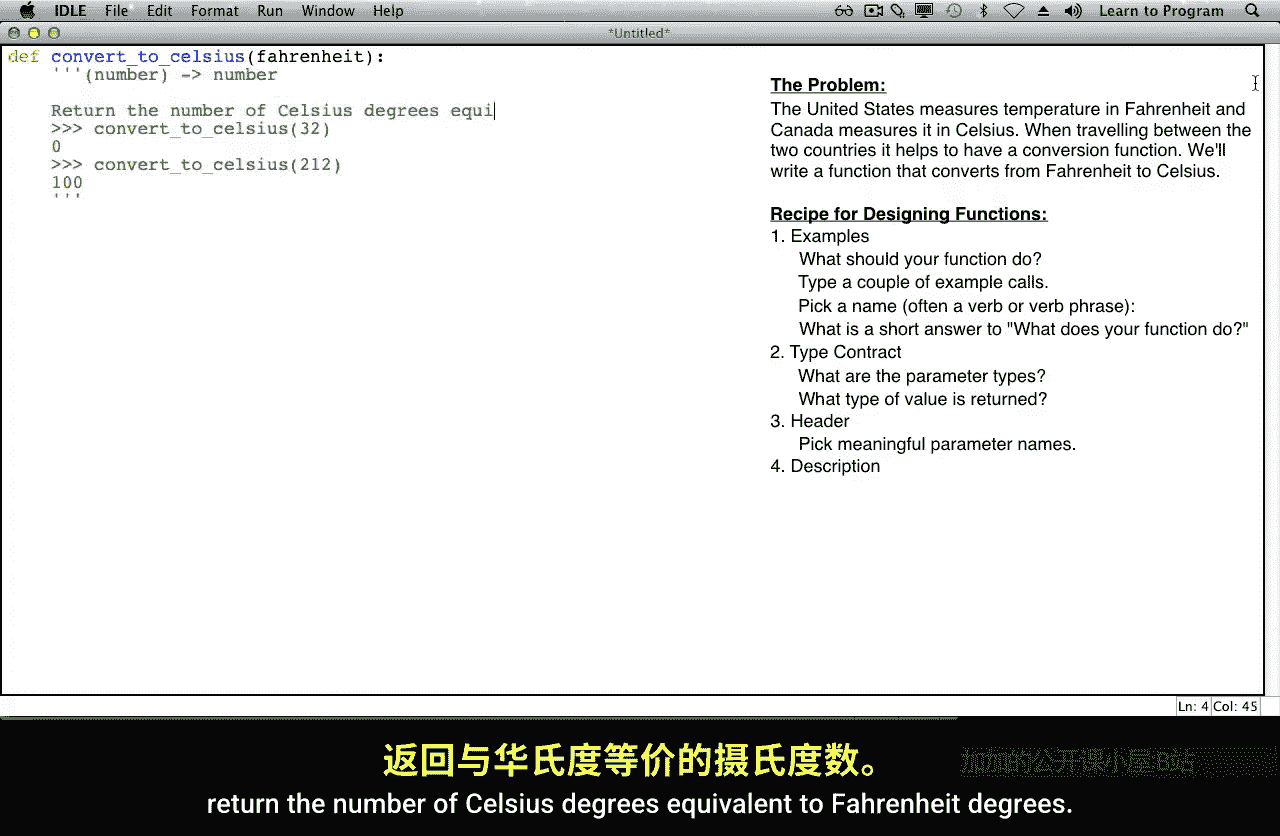 IDLE File Edit Format Run Window Help Learn to Program
*Untitled*
def convert_to_celsius(fahrenheit):
'''(number) -> number
Return the number of Celsius degrees equi
>>> convert_to_celsius(32)
0
>>> convert_to_celsius(212)
100
'''
The Problem:
The United States measures temperature in Fahrenheit and
Canada measures it in Celsius. When travelling between the
two countries it helps to have a conversion function. We'll
write a function that converts from Fahrenheit to Celsius.
Recipe for Designing Functions:
1. Examples
What should your function do?
Type a couple of example calls.
Pick a name (often a verb or verb phrase):
What is a short answer to "What does your function do?"
2. Type Contract
What are the parameter types?
What type of value is returned?
3. Header
Pick meaningful parameter names.
4. Description
Ln: 4 Col: 45
返回与华氏度等价的摄氏度数。
加加的公开课小屋:B站
return the number of Celsius degrees equivalent to Fahrenheit degrees.